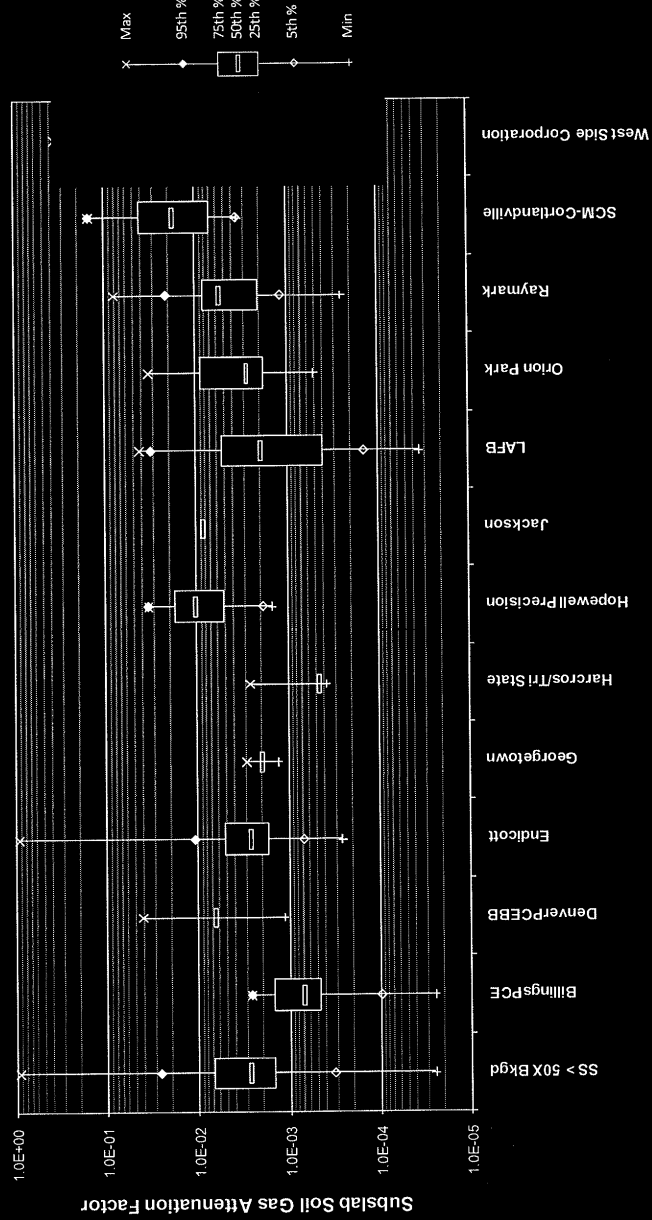 Max
95th %
75th %
50th %
25th %
5th %
Min
Subslab Soil Gas Attenuation Factor
1.0E+00
1.0E-01
1.0E-02
1.0E-03
1.0E-04
1.0E-05
SS > 50X Bkgd
BillingsPCE
DenverPCEBB
Endicott
Georgetown
Harcros/Tri State
Hopewell Precision
Jackson
LAFB
Orion Park
Raymark
SCM-Cortlandville
West Side Corporation